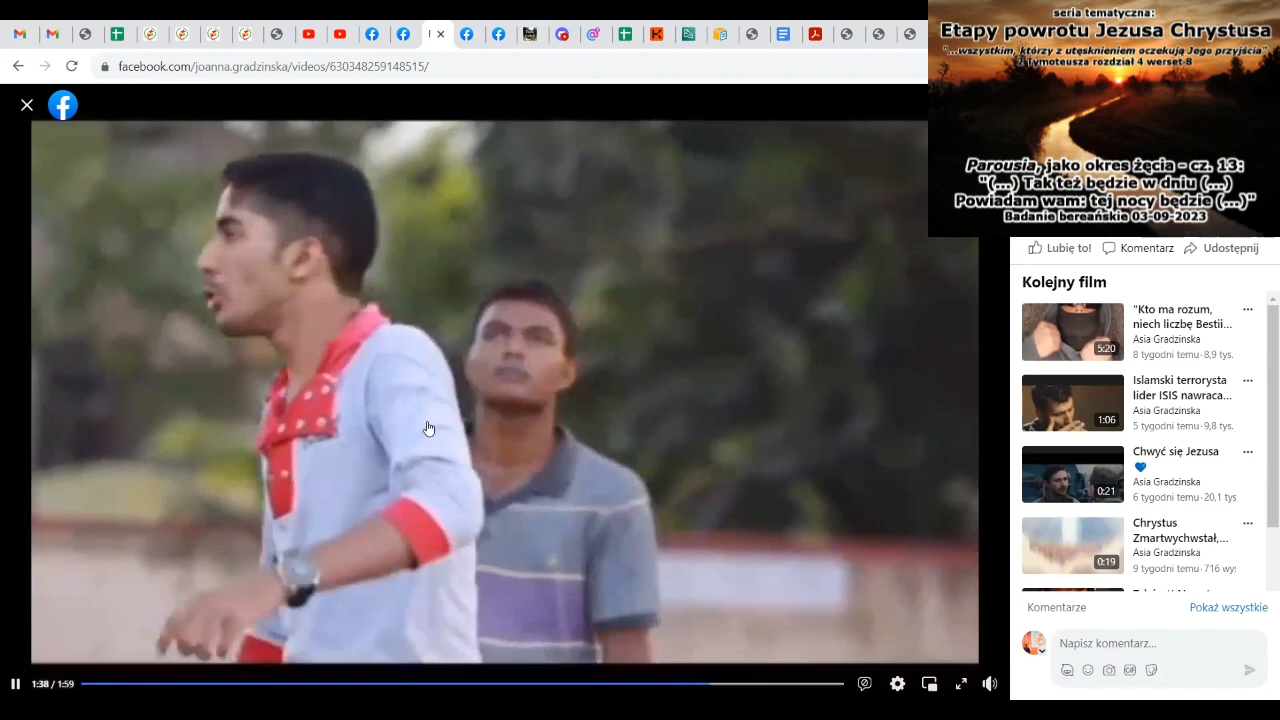 facebook.com/joanna.gradzinska/videos/630348259148515/
seria tematyczna:
Etapy powrotu Jezusa Chrystusa
"...wszystkim, którzy z utęsknieniem oczekują Jego przyjścia"
2 Tymoteusza rozdział 4 werset 8
Parousia, jako okres żęcia - cz. 13:
"(...) Tak też będzie w dniu (...)
Powiadam wam: tej nocy będzie (...)"
Badanie bereańskie 03-09-2023
Lubię to! Komentarz Udostępnij
Kolejny film
"Kto ma rozum,
niech liczbę Bestii...
Asia Gradzinska
8 tygodni temu · 8,9 tys.
5:20
Islamski terrorysta
lider ISIS nawraca...
Asia Gradzinska
5 tygodni temu · 9,8 tys.
1:06
Chwyć się Jezusa
Asia Gradzinska
6 tygodni temu · 20,1 tys
0:21
Chrystus
Zmartwychwstał,...
Asia Gradzinska
9 tygodni temu · 716 wyś
0:19
Komentarze Pokaż wszystkie
Napisz komentarz...
GIF
1:38 / 1:59